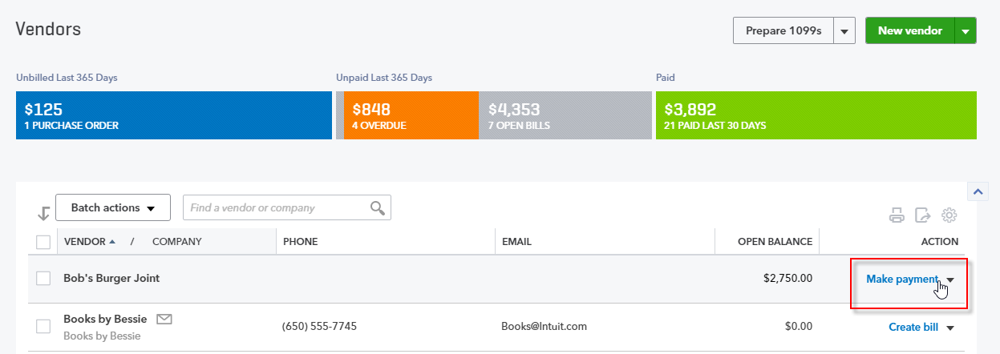 Vendors
Prepare 1099s
New vendor
Unbilled Last 365 Days
Unpaid Last 365 Days
Paid
$125
1 PURCHASE ORDER
$848
4 OVERDUE
$4,353
7 OPEN BILLS
$3,892
21 PAID LAST 30 DAYS
Batch actions
Find a vendor or company
VENDOR / COMPANY PHONE EMAIL OPEN BALANCE ACTION
Bob's Burger Joint $2,750.00 Make payment
Books by Bessie (650) 555-7745 Books@Intuit.com $0.00 Create bill
Books by Bessie